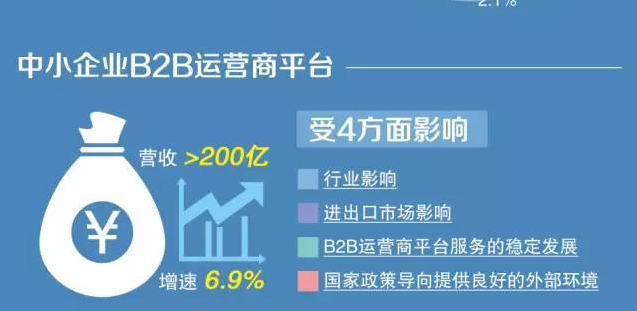 2.1%
中小企业B2B运营商平台
受4方面影响
营收 >200亿
行业影响
进出口市场影响
B2B运营商平台服务的稳定发展
¥
增速 6.9%
国家政策导向提供良好的外部环境